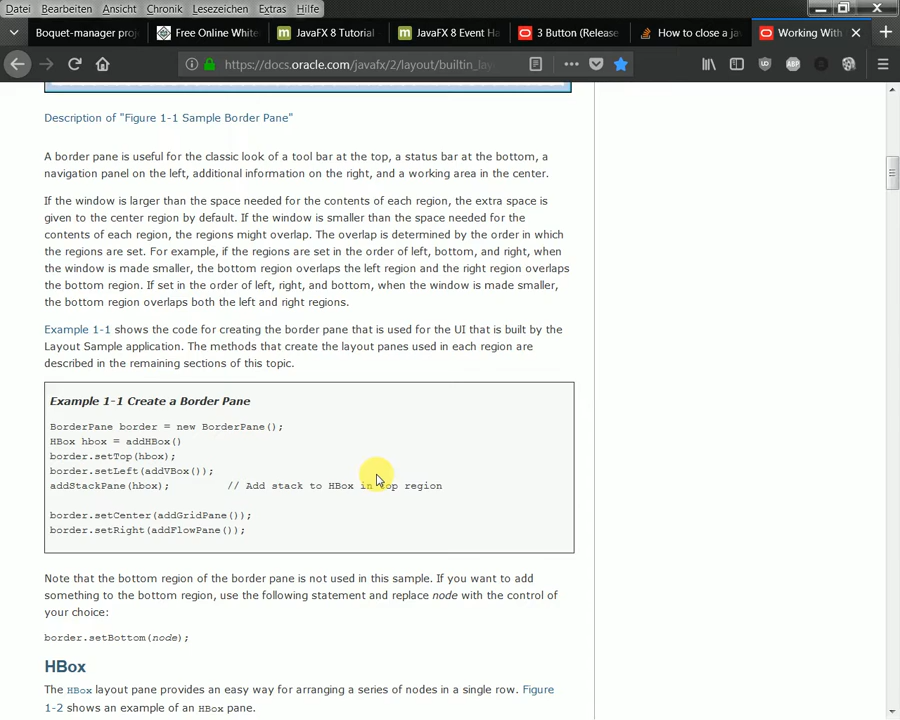 Datei Bearbeiten Ansicht Chronik Lesezeichen Extras Hilfe
Boquet-manager proj Free Online White JavaFX 8 Tutorial JavaFX 8 Event Ha 3 Button (Release How to close a jav Working With
https://docs.oracle.com/javafx/2/layout/builtin_lay
Description of "Figure 1-1 Sample Border Pane"
A border pane is useful for the classic look of a tool bar at the top, a status bar at the bottom, a
navigation panel on the left, additional information on the right, and a working area in the center.
If the window is larger than the space needed for the contents of each region, the extra space is
given to the center region by default. If the window is smaller than the space needed for the
contents of each region, the regions might overlap. The overlap is determined by the order in which
the regions are set. For example, if the regions are set in the order of left, bottom, and right, when
the window is made smaller, the bottom region overlaps the left region and the right region overlaps
the bottom region. If set in the order of left, right, and bottom, when the window is made smaller,
the bottom region overlaps both the left and right regions.
Example 1-1 shows the code for creating the border pane that is used for the UI that is built by the
Layout Sample application. The methods that create the layout panes used in each region are
described in the remaining sections of this topic.
Example 1-1 Create a Border Pane
BorderPane border = new BorderPane();
HBox hbox = addHBox()
border.setTop(hbox);
border.setLeft(addVBox());
addStackPane(hbox); // Add stack to HBox in top region
border.setCenter(addGridPane());
border.setRight(addFlowPane());
Note that the bottom region of the border pane is not used in this sample. If you want to add
something to the bottom region, use the following statement and replace node with the control of
your choice:
border.setBottom(node);
HBox
The HBox layout pane provides an easy way for arranging a series of nodes in a single row. Figure
1-2 shows an example of an HBox pane.